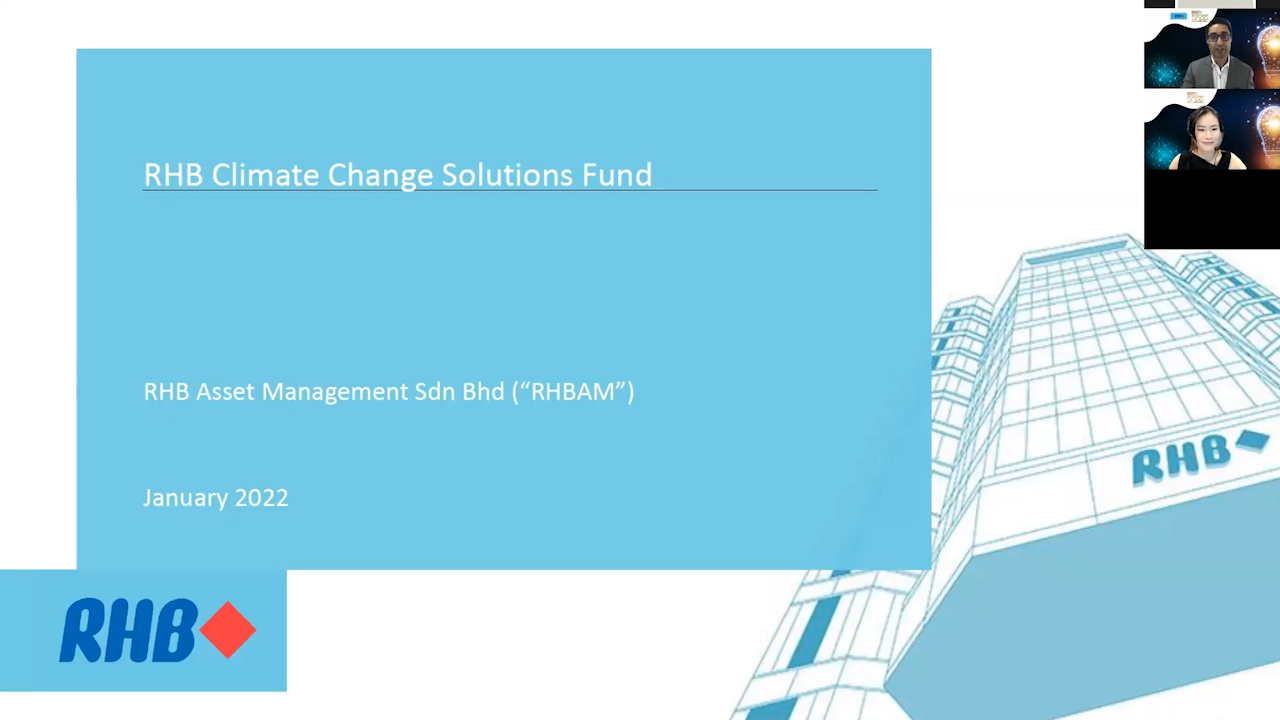 RHB Climate Change Solutions Fund
RHB Asset Management Sdn Bhd (“RHBAM”)
January 2022
RHB
RHB